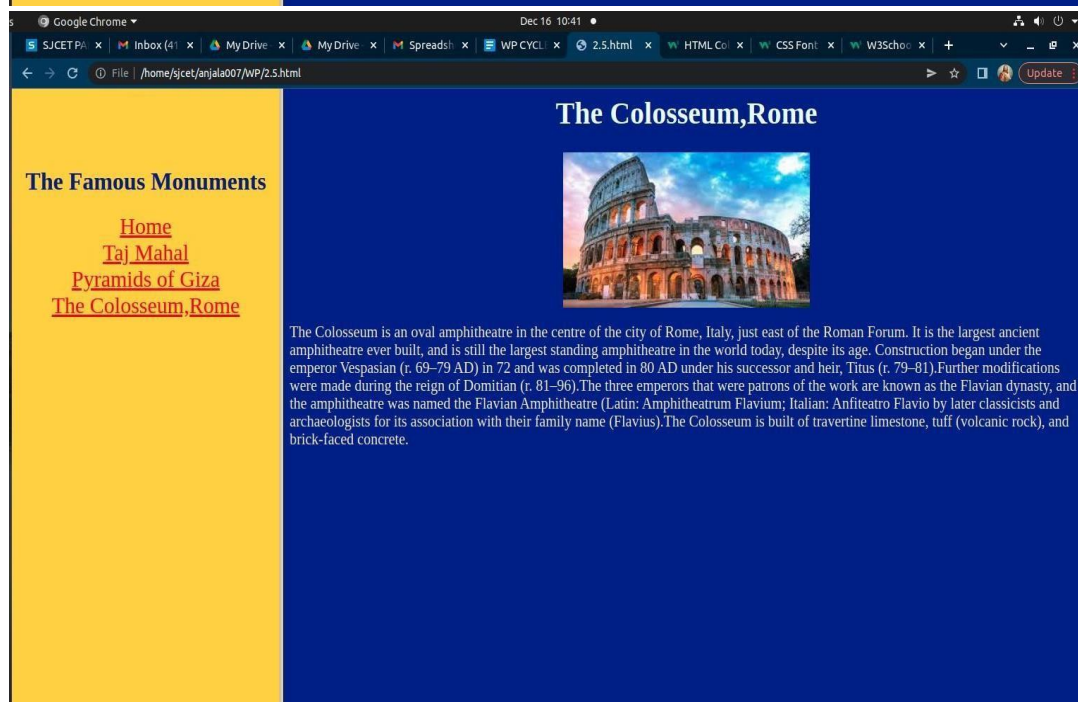 s Google Chrome Dec 16 10:41
SJCET PA Inbox (41 My Drive My Drive Spreadsh WP CYCL 2.5.html HTML Col CSS Font W3Schoo
File /home/sjcet/anjala007/WP/2.5.html Update
The Famous Monuments
Home
Taj Mahal
Pyramids of Giza
The Colosseum,Rome
The Colosseum,Rome
The Colosseum is an oval amphitheatre in the centre of the city of Rome, Italy, just east of the Roman Forum. It is the largest ancient
amphitheatre ever built, and is still the largest standing amphitheatre in the world today, despite its age. Construction began under the
emperor Vespasian (r. 69–79 AD) in 72 and was completed in 80 AD under his successor and heir, Titus (r. 79–81).Further modifications
were made during the reign of Domitian (r. 81–96).The three emperors that were patrons of the work are known as the Flavian dynasty, and
the amphitheatre was named the Flavian Amphitheatre (Latin: Amphitheatrum Flavium; Italian: Anfiteatro Flavio by later classicists and
archaeologists for its association with their family name (Flavius).The Colosseum is built of travertine limestone, tuff (volcanic rock), and
brick-faced concrete.